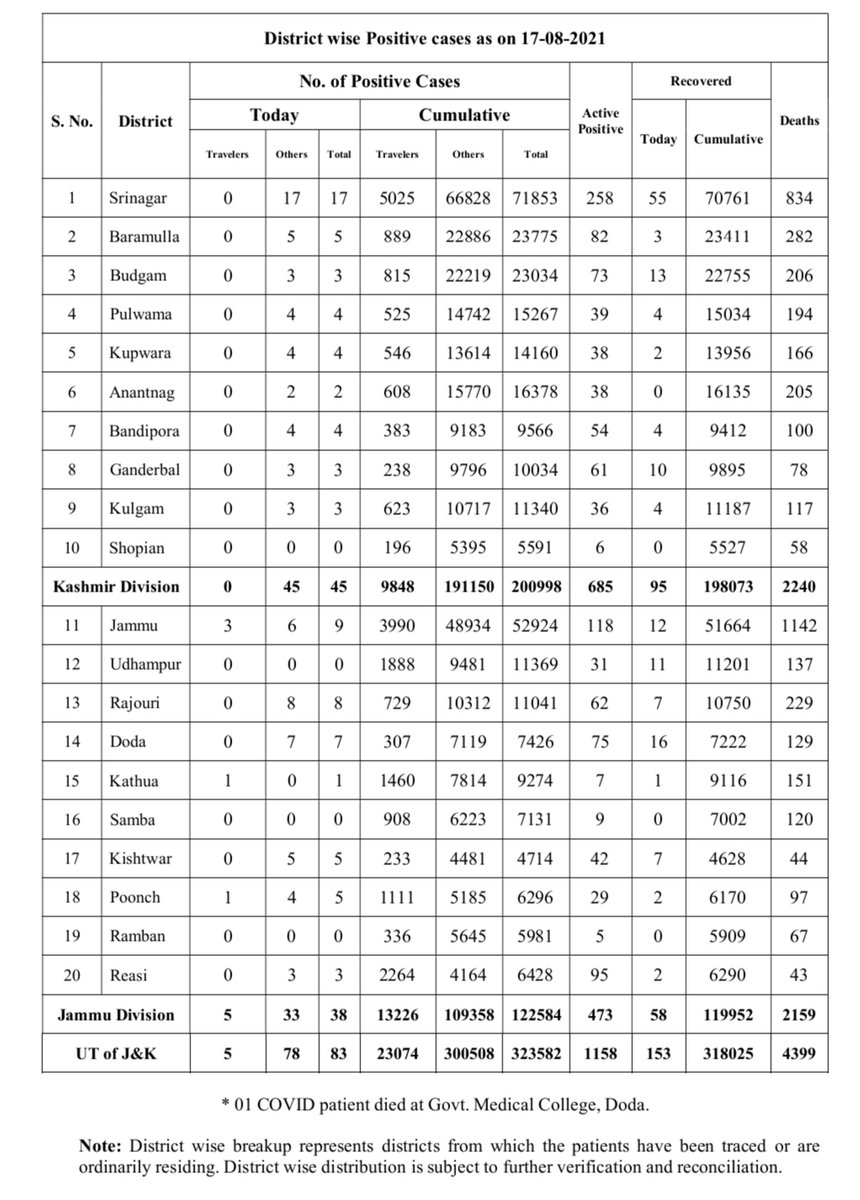 District wise Positive cases as on 17-08-2021
S. No. District No. of Positive Cases Active Positive Recovered Deaths
Today Cumulative Today Cumulative
Travelers Others Total Travelers Others Total
1 Srinagar 0 17 17 5025 66828 71853 258 55 70761 834
2 Baramulla 0 5 5 889 22886 23775 82 3 23411 282
3 Budgam 0 3 3 815 22219 23034 73 13 22755 206
4 Pulwama 0 4 4 525 14742 15267 39 4 15034 194
5 Kupwara 0 4 4 546 13614 14160 38 2 13956 166
6 Anantnag 0 2 2 608 15770 16378 38 0 16135 205
7 Bandipora 0 4 4 383 9183 9566 54 4 9412 100
8 Ganderbal 0 3 3 238 9796 10034 61 10 9895 78
9 Kulgam 0 3 3 623 10717 11340 36 4 11187 117
10 Shopian 0 0 0 196 5395 5591 6 0 5527 58
Kashmir Division 0 45 45 9848 191150 200998 685 95 198073 2240
11 Jammu 3 6 9 3990 48934 52924 118 12 51664 1142
12 Udhampur 0 0 0 1888 9481 11369 31 11 11201 137
13 Rajouri 0 8 8 729 10312 11041 62 7 10750 229
14 Doda 0 7 7 307 7119 7426 75 16 7222 129
15 Kathua 1 0 1 1460 7814 9274 7 1 9116 151
16 Samba 0 0 0 908 6223 7131 9 0 7002 120
17 Kishtwar 0 5 5 233 4481 4714 42 7 4628 44
18 Poonch 1 4 5 1111 5185 6296 29 2 6170 97
19 Ramban 0 0 0 336 5645 5981 5 0 5909 67
20 Reasi 0 3 3 2264 4164 6428 95 2 6290 43
Jammu Division 5 33 38 13226 109358 122584 473 58 119952 2159
UT of J&K 5 78 83 23074 300508 323582 1158 153 318025 4399
* 01 COVID patient died at Govt. Medical College, Doda.
Note: District wise breakup represents districts from which the patients have been traced or are
ordinarily residing. District wise distribution is subject to further verification and reconciliation.